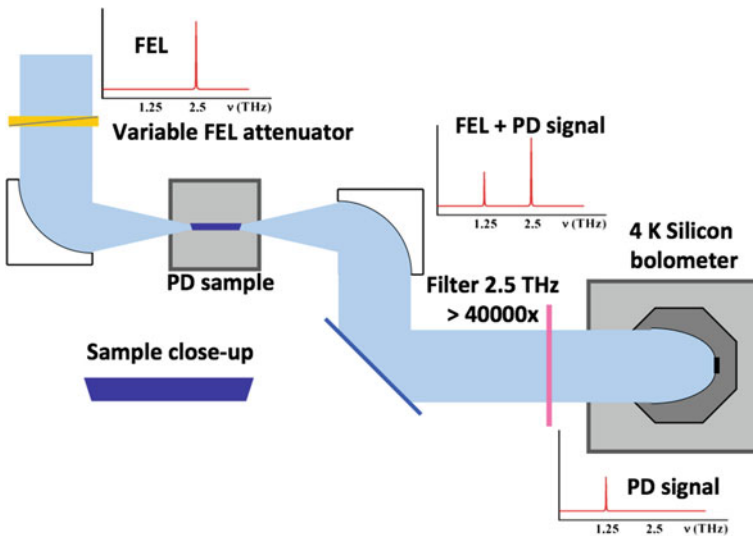 FEL
1.25 2.5 ν (THz)
Variable FEL attenuator
FEL + PD signal
1.25 2.5 ν (THz)
PD sample
4 K Silicon
bolometer
Filter 2.5 THz
> 40000x
Sample close-up
PD signal
1.25 2.5 ν (THz)